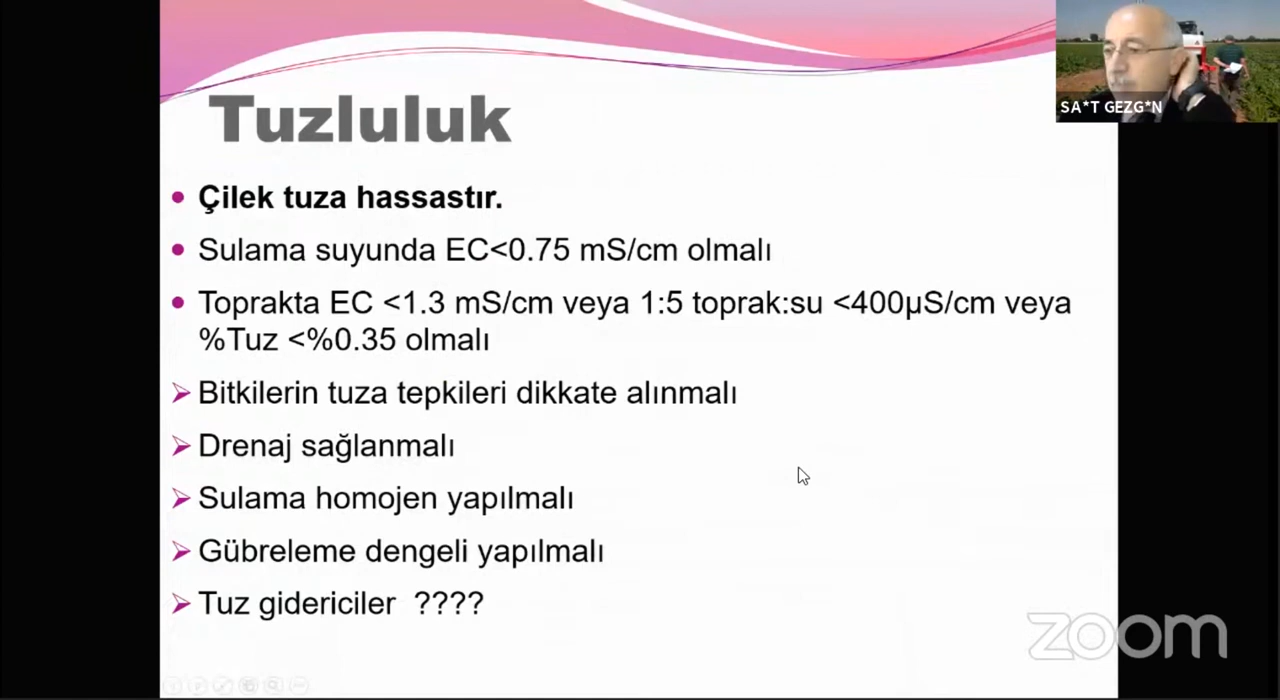 SA*T GEZG*N
Tuzluluk
Çilek tuza hassastır.
Sulama suyunda EC<0.75 mS/cm olmalı
Toprakta EC <1.3 mS/cm veya 1:5 toprak:su <400µS/cm veya
%Tuz <%0.35 olmalı
Bitkilerin tuza tepkileri dikkate alınmalı
Drenaj sağlanmalı
Sulama homojen yapılmalı
Gübreleme dengeli yapılmalı
Tuz gidericiler ????
zoom